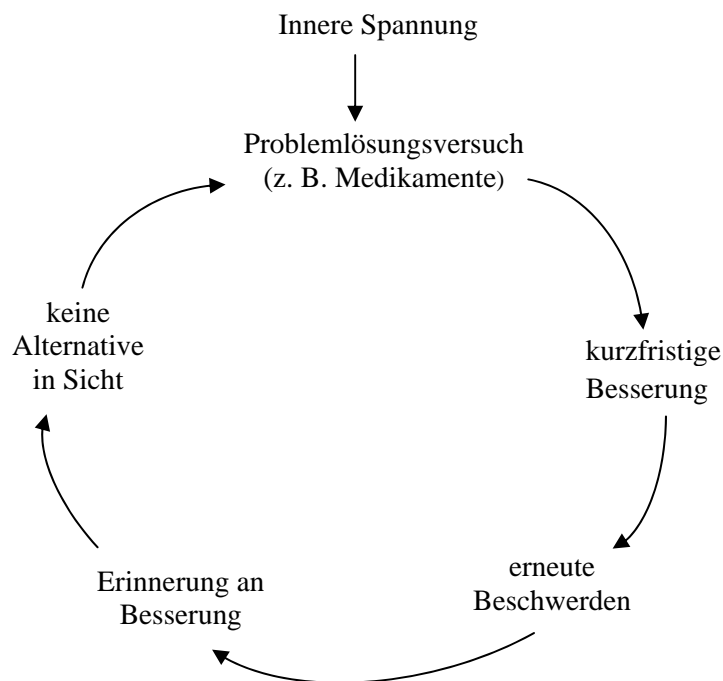 Innere Spannung
Problemlösungsversuch
(z. B. Medikamente)
kurzfristige
Besserung
erneute
Beschwerden
Erinnerung an
Besserung
keine
Alternative
in Sicht